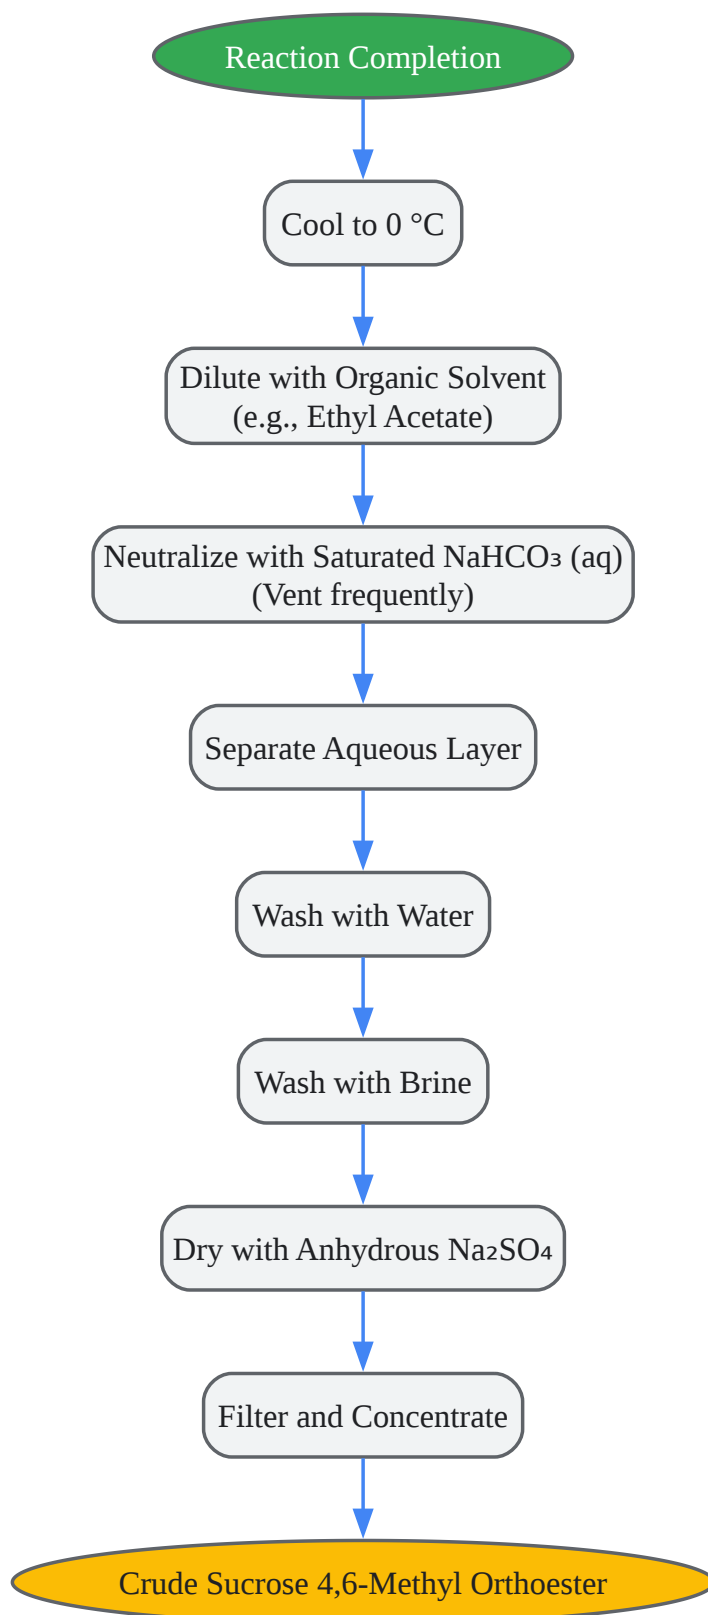 Reaction Completion
Cool to 0 °C
Dilute with Organic Solvent
(e.g., Ethyl Acetate)
Neutralize with Saturated NaHCO₃ (aq)
(Vent frequently)
Separate Aqueous Layer
Wash with Water
Wash with Brine
Dry with Anhydrous Na₂SO₄
Filter and Concentrate
Crude Sucrose 4,6-Methyl Orthoester